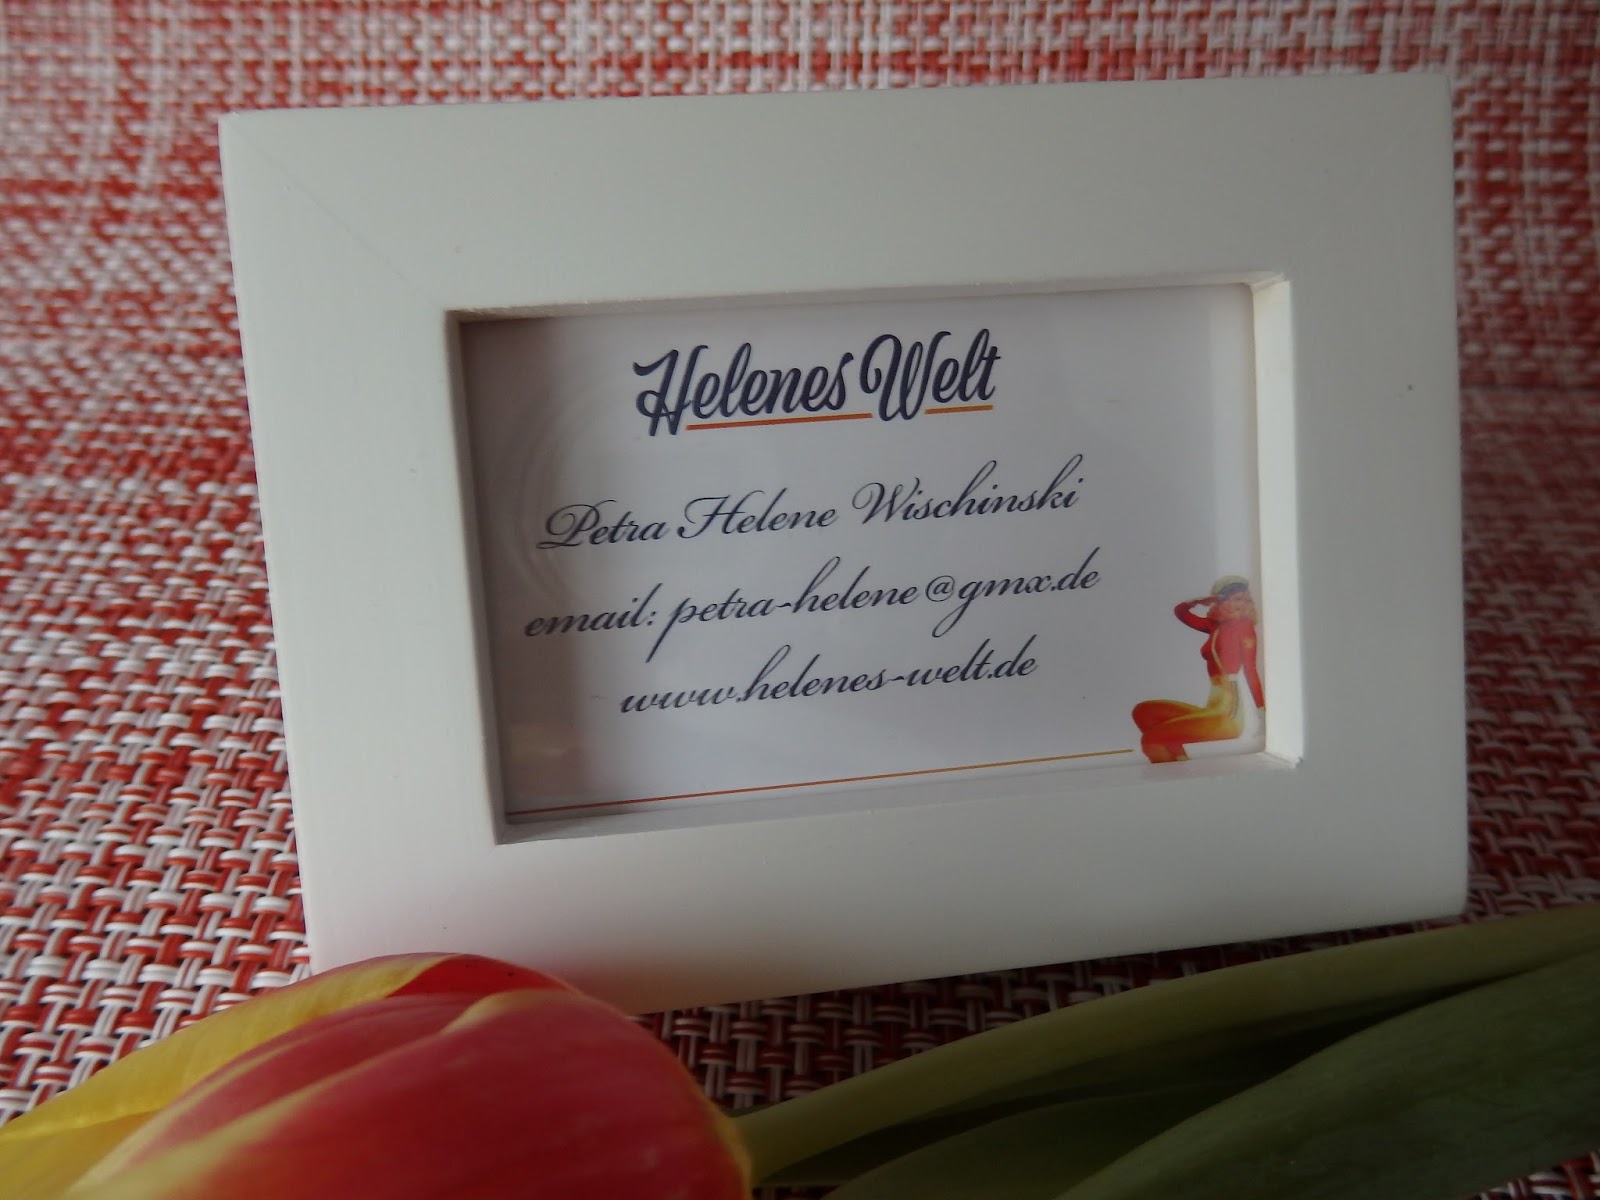 Helenes Welt
Petra Helene Wischinski
email: petra-helene@gmx.de
www.helenes-welt.de